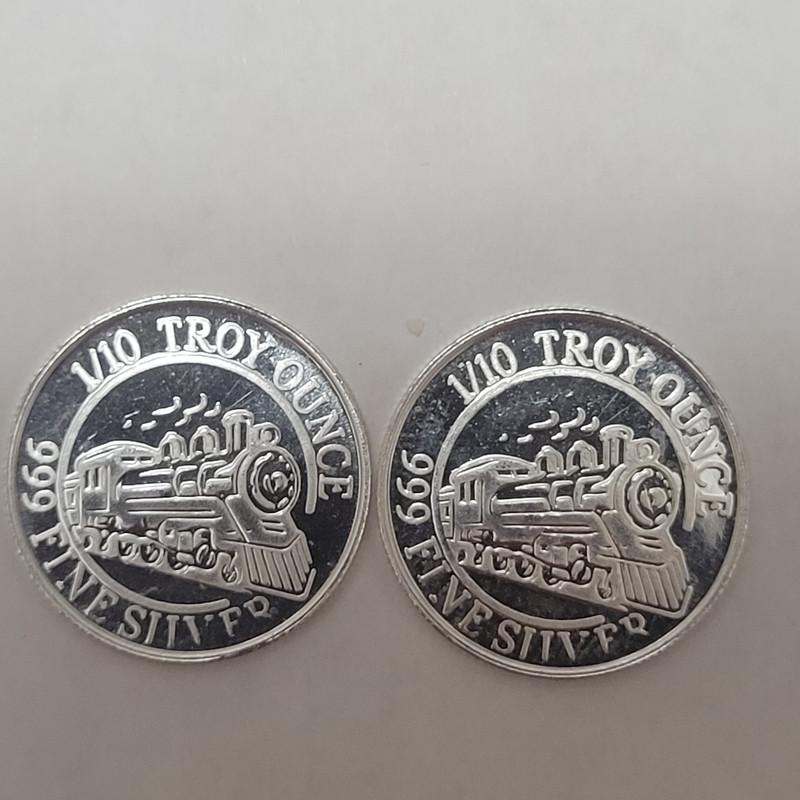 1/10 TROY OUNCE
999 FINE SILVER
1/10 TROY OUNCE
999 FINE SILVER